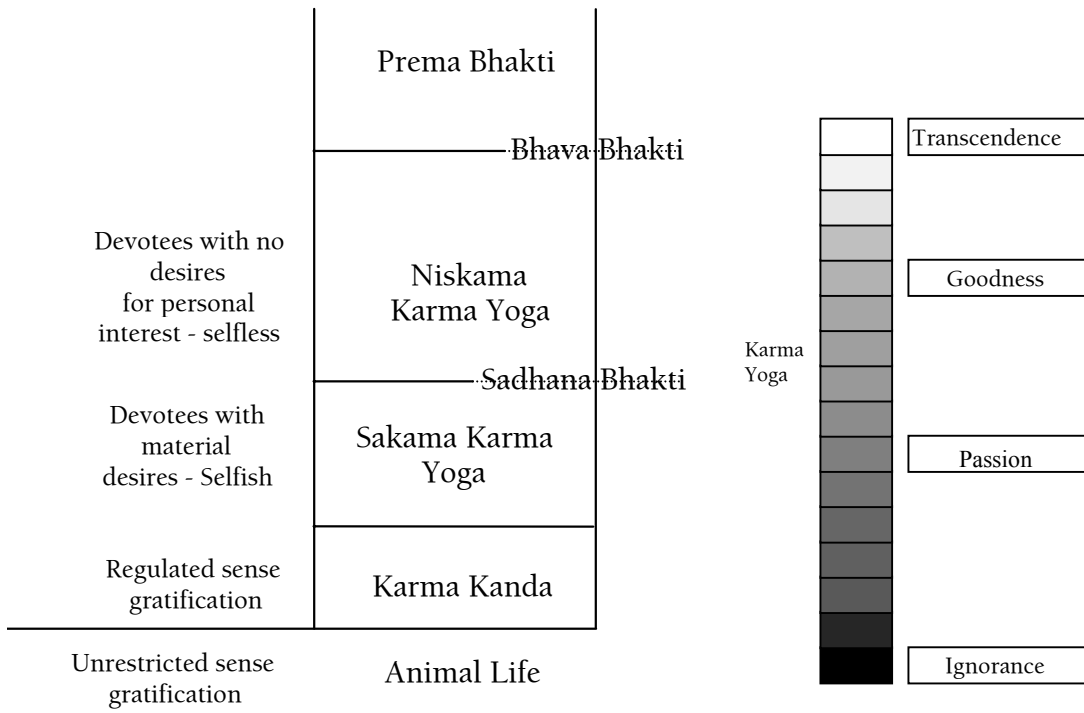 Prema Bhakti
Bhava Bhakti
Devotees with no
desires
for personal
interest - selfless
Niskama
Karma Yoga
Sadhana Bhakti
Devotees with
material
desires - Selfish
Sakama Karma
Yoga
Regulated sense
gratification
Karma Kanda
Unrestricted sense
gratification
Animal Life
Karma
Yoga
Transcendence
Goodness
Passion
Ignorance